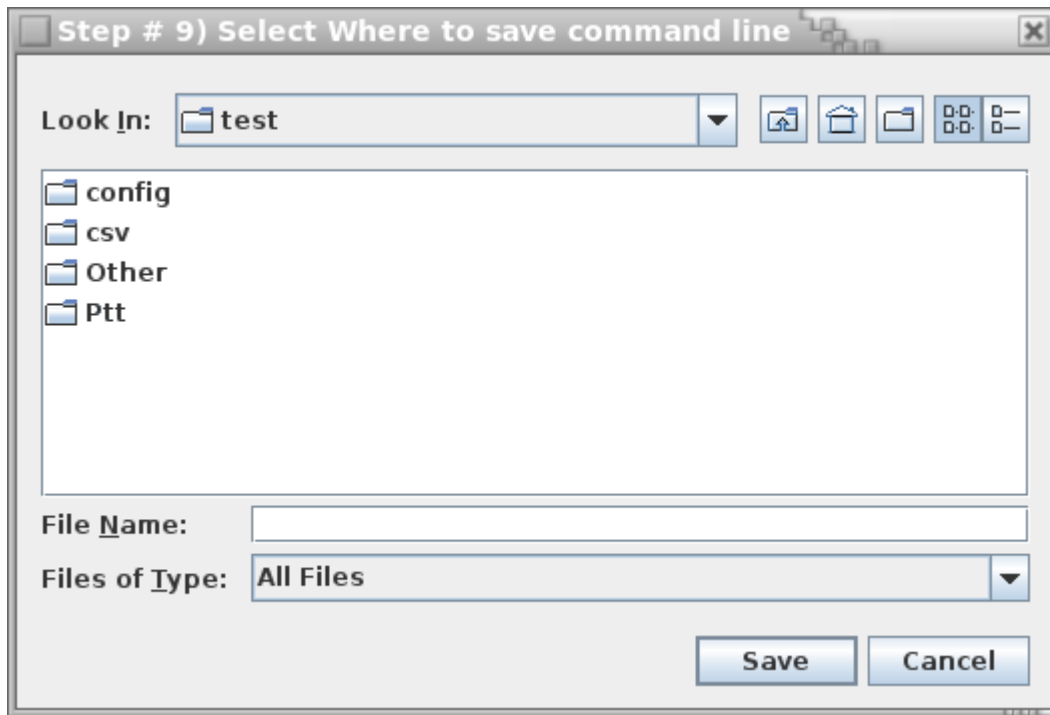 Step # 9) Select Where to save command line
Look In: test
config
csv
Other
Ptt
File Name:
Files of Type: All Files
Save Cancel